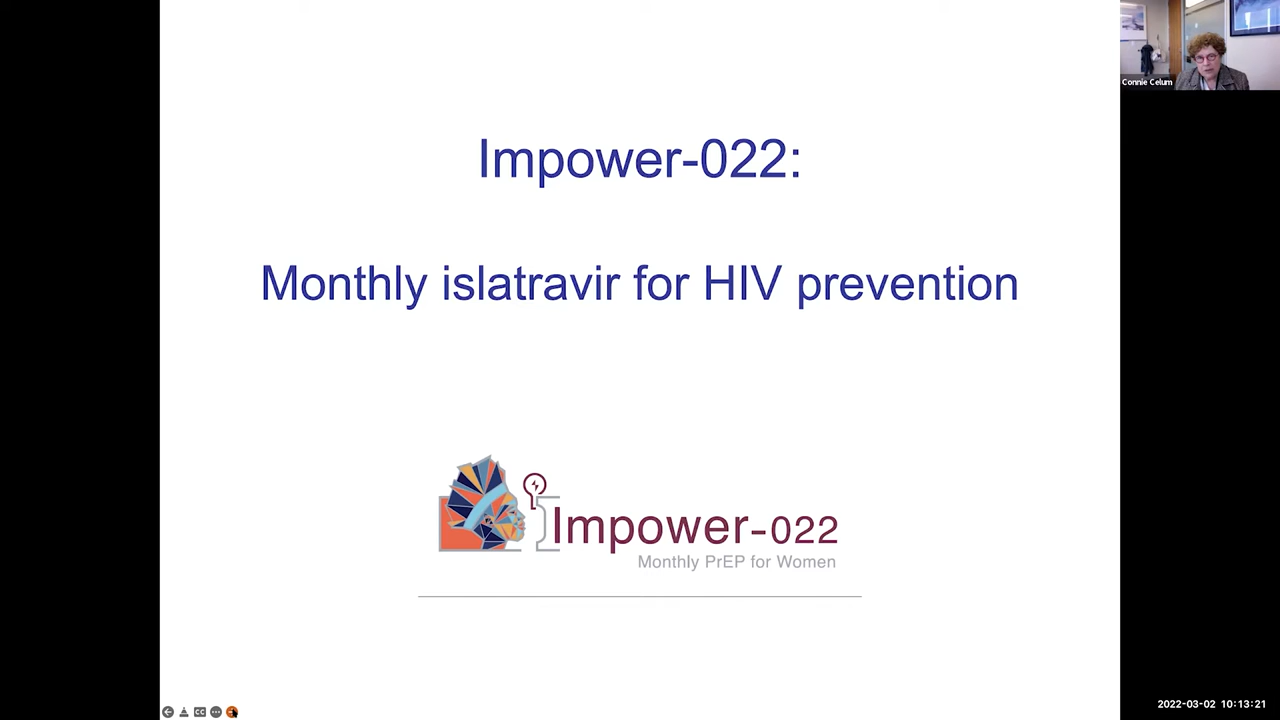 Connie Celum
Impower-022:
Monthly islatravir for HIV prevention
Impower-022
Monthly PrEP for Women
CC
2022-03-02 10:13:21